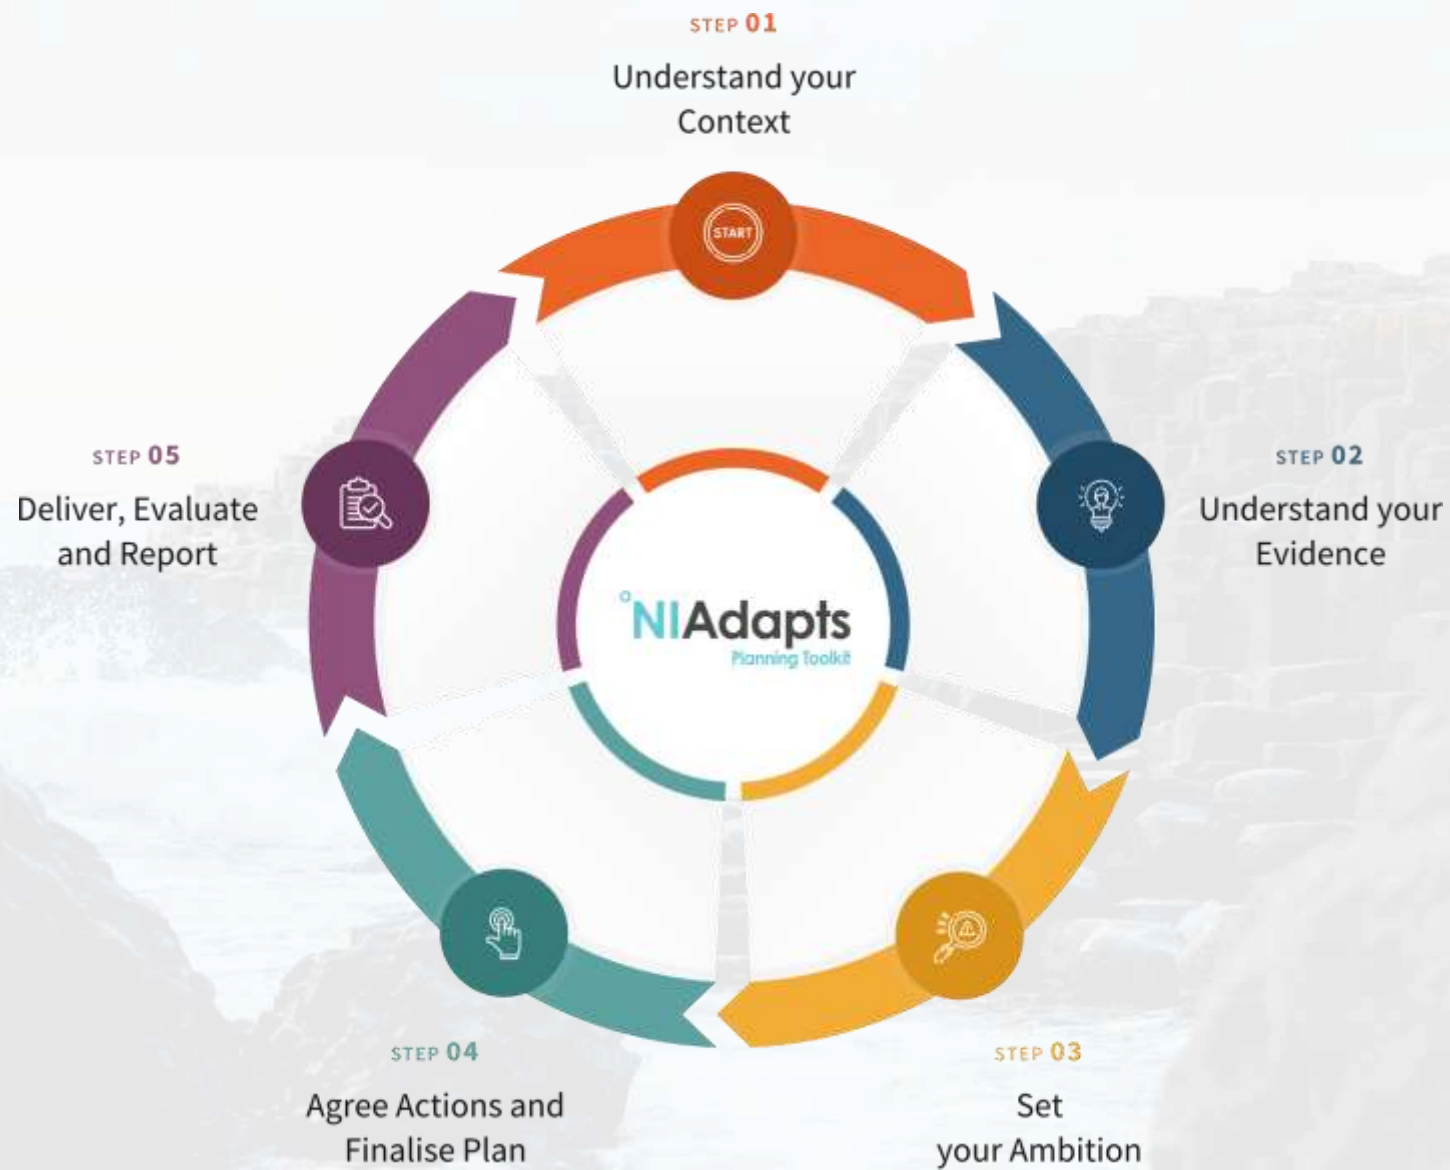 STEP 01
Understand your
Context
START
STEP 05
Deliver, Evaluate
and Report
STEP 02
Understand your
Evidence
°NIAdapts
Planning Toolkit
STEP 04
Agree Actions and
Finalise Plan
STEP 03
Set
your Ambition